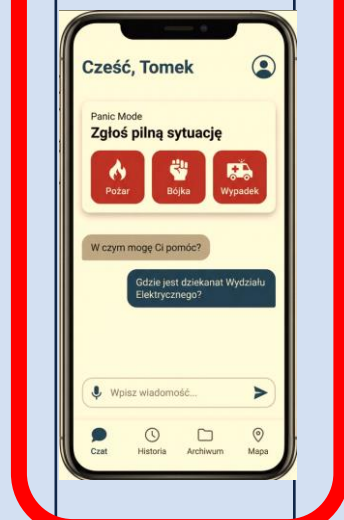 Cześć, Tomek
Panic Mode
Zgłoś pilną sytuację
Pożar
Bójka
Wypadek
W czym mogę Ci pomóc?
Gdzie jest dziekanat Wydziału
Elektrycznego?
Wpisz wiadomość...
Czat
Historia
Archiwum
Mapa